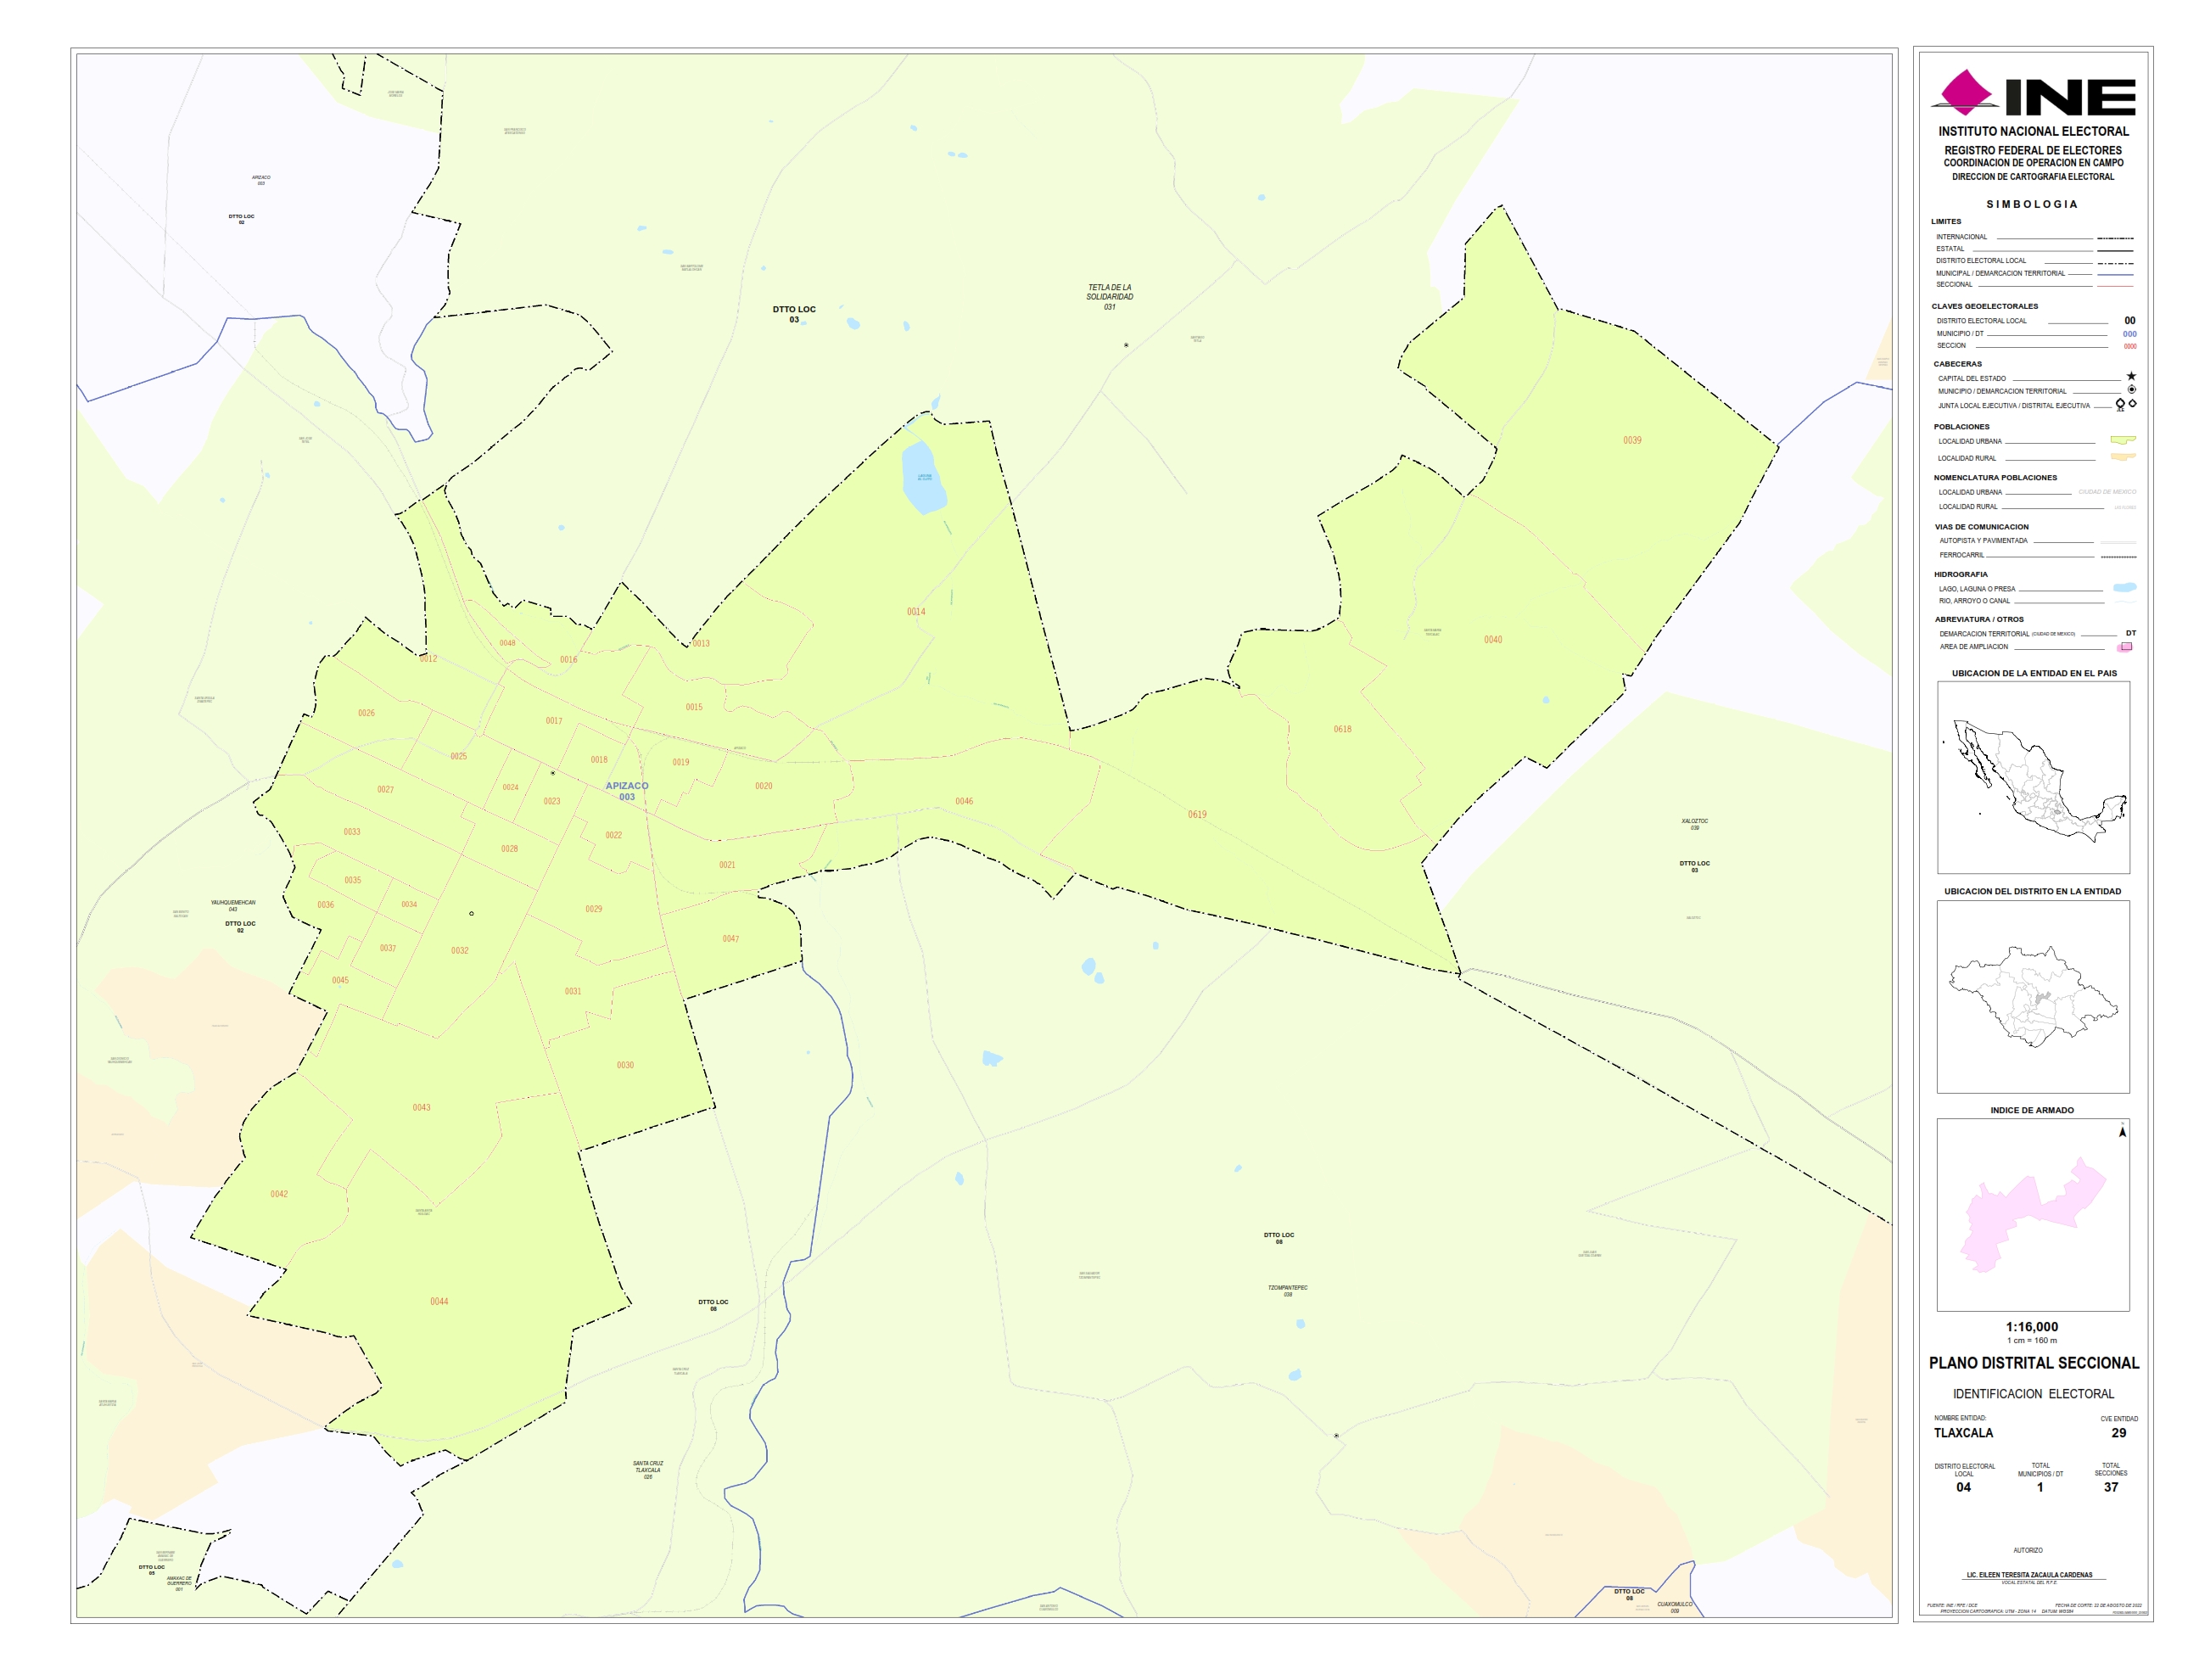 APIZACO
003
DTTO LOC
02
DTTO LOC
03
TETLA DE LA
SOLIDARIDAD
031
0039
0014
0048
0016
0013
0012
0040
0026
0017
0015
0618
0025
0018
0019
0024
0020
0027
0023
APIZACO
003
0046
0619
0033
0022
0028
0021
0035
0036
0034
0029
0037
0032
0047
0045
0031
0030
0043
0042
0044
XALOZTOC
039
DTTO LOC
03
YAUHQUEMEHCAN
043
DTTO LOC
02
DTTO LOC
08
TZOMPANTEPEC
038
DTTO LOC
08
SANTA CRUZ
TLAXCALA
026
DTTO LOC
05
AMAXAC DE
GUERRERO
001
DTTO LOC
08
CUAXOMULCO
009
INE
INSTITUTO NACIONAL ELECTORAL
REGISTRO FEDERAL DE ELECTORES
COORDINACION DE OPERACION EN CAMPO
DIRECCION DE CARTOGRAFIA ELECTORAL
SIMBOLOGIA
LIMITES
INTERNACIONAL
ESTATAL
DISTRITO ELECTORAL LOCAL
MUNICIPAL / DEMARCACION TERRITORIAL
SECCIONAL
CLAVES GEOELECTORALES
DISTRITO ELECTORAL LOCAL 00
MUNICIPIO / DT 000
SECCION 0000
CABECERAS
CAPITAL DEL ESTADO
MUNICIPIO / DEMARCACION TERRITORIAL
JUNTA LOCAL EJECUTIVA / DISTRITAL EJECUTIVA
POBLACIONES
LOCALIDAD URBANA
LOCALIDAD RURAL
NOMENCLATURA POBLACIONES
LOCALIDAD URBANA CIUDAD DE MEXICO
LOCALIDAD RURAL
VIAS DE COMUNICACION
AUTOPISTA Y PAVIMENTADA
FERROCARRIL
HIDROGRAFIA
LAGO, LAGUNA O PRESA
RIO, ARROYO O CANAL
ABREVIATURA / OTROS
DEMARCACION TERRITORIAL (CIUDAD DE MEXICO) DT
AREA DE AMPLIACION
UBICACION DE LA ENTIDAD EN EL PAIS
UBICACION DEL DISTRITO EN LA ENTIDAD
INDICE DE ARMADO
1:16,000
1 cm = 160 m
PLANO DISTRITAL SECCIONAL
IDENTIFICACION ELECTORAL
NOMBRE ENTIDAD: CVE ENTIDAD
TLAXCALA 29
DISTRITO ELECTORAL LOCAL
04
TOTAL MUNICIPIOS / DT
1
TOTAL SECCIONES
37
AUTORIZO
LIC. EILEEN TERESITA ZACAULA CARDENAS
VOCAL ESTATAL DEL R.F.E.
FUENTE: INE / RFE / DCE FECHA DE CORTE: 22 DE AGOSTO DE 2022
PROYECCION CARTOGRAFICA: UTM - ZONA 14 DATUM: WGS84